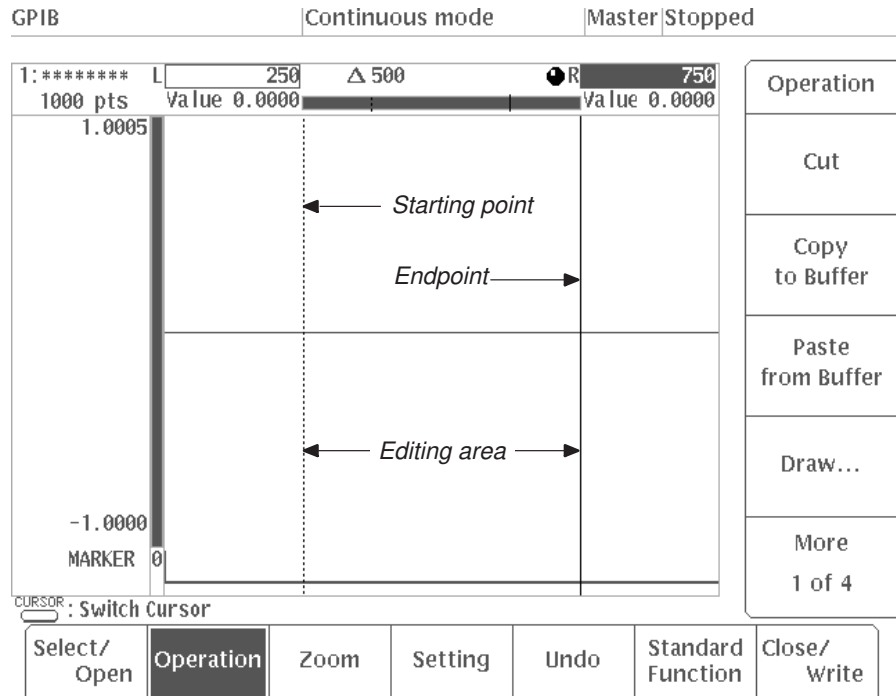 GPIB Continuous mode Master Stopped
1:******** L 250 Δ 500 R 750
1000 pts Value 0.0000 Value 0.0000
1.0005
Starting point
Endpoint
Editing area
-1.0000
MARKER 0
CURSOR : Switch Cursor
Operation
Cut
Copy
to Buffer
Paste
from Buffer
Draw...
More
1 of 4
Select/
Open
Operation
Zoom
Setting
Undo
Standard
Function
Close/
Write